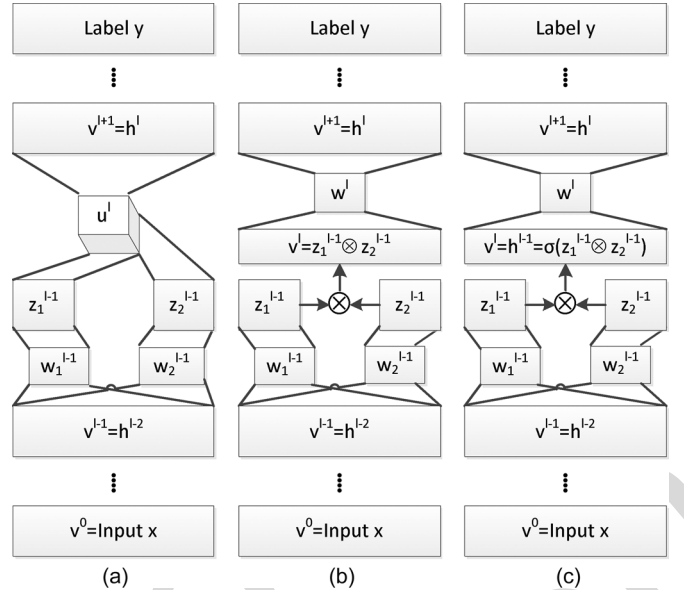 Label y Label y Label y
v^{l+1}=h^l v^{l+1}=h^l v^{l+1}=h^l
u^l w^l w^l
v^l=z_1^{l-1}⊗z_2^{l-1} v^l=h^{l-1}=σ(z_1^{l-1}⊗z_2^{l-1})
z_1^{l-1} z_2^{l-1} z_1^{l-1} ⊗ z_2^{l-1} z_1^{l-1} ⊗ z_2^{l-1}
w_1^{l-1} w_2^{l-1} w_1^{l-1} w_2^{l-1} w_1^{l-1} w_2^{l-1}
v^{l-1}=h^{l-2} v^{l-1}=h^{l-2} v^{l-1}=h^{l-2}
v^0=Input x v^0=Input x v^0=Input x
(a) (b) (c)